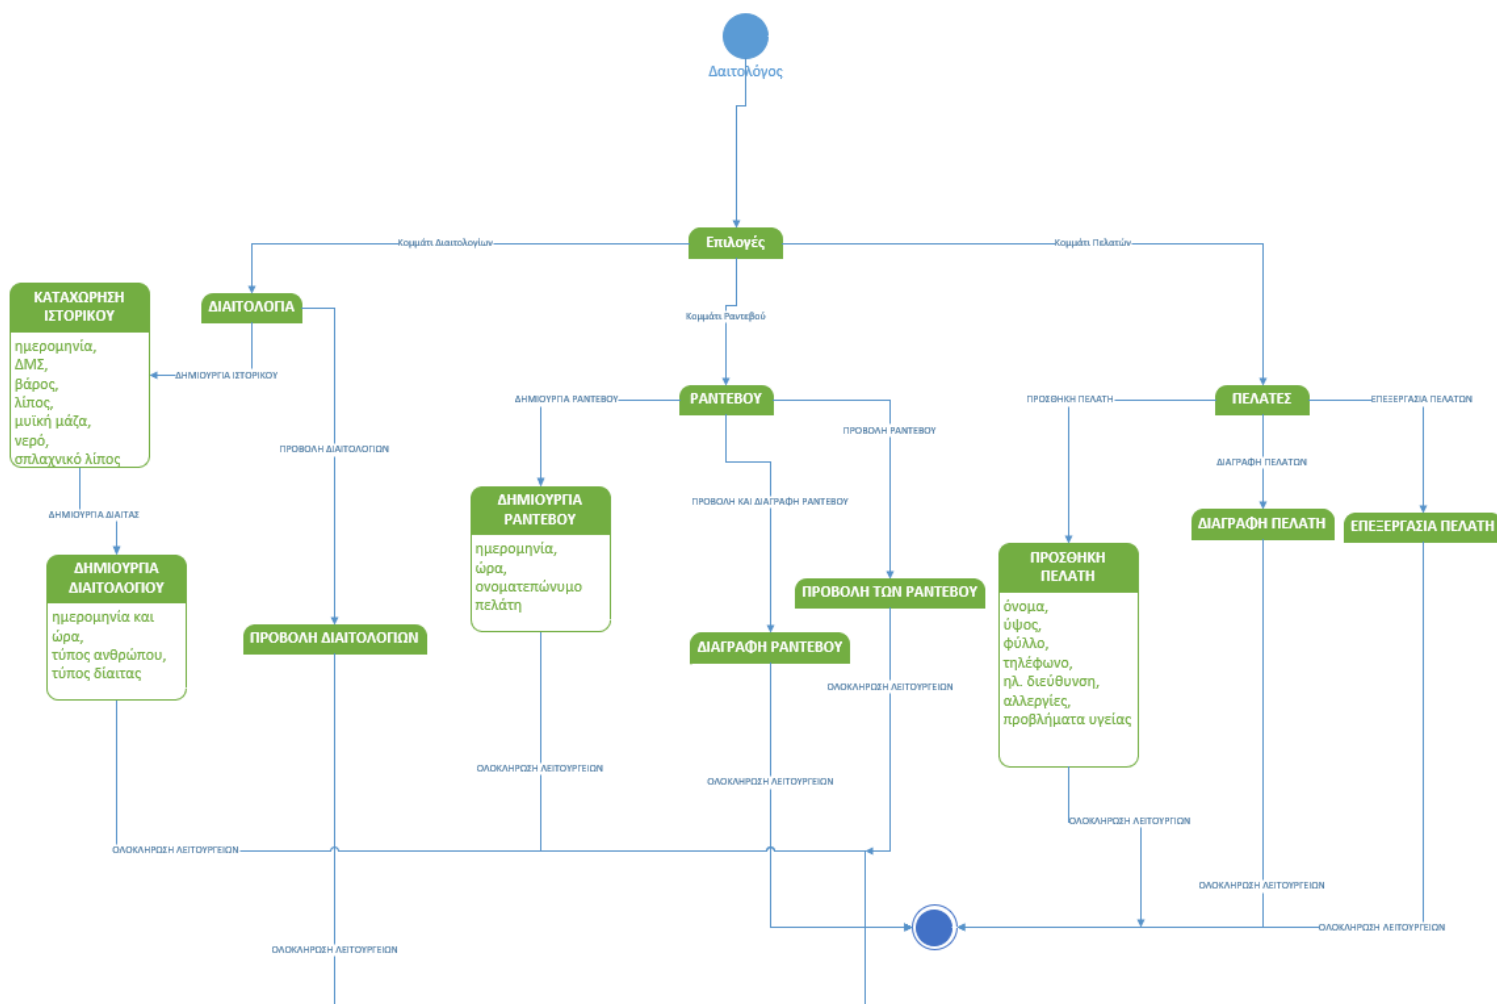 Δαιτολόγος
Επιλογές
Κομμάτι Διαιτολογίων
Κομμάτι Πελατών
Κομμάτι Ραντεβού
ΚΑΤΑΧΩΡΗΣΗ
ΙΣΤΟΡΙΚΟΥ
ημερομηνία,
ΔΜΣ,
βάρος,
λίπος,
μυϊκή μάζα,
νερό,
σπλαχνικό λίπος
ΔΙΑΙΤΟΛΟΓΙΑ
ΔΗΜΙΟΥΡΓΙΑ ΙΣΤΟΡΙΚΟΥ
ΠΡΟΒΟΛΗ ΔΙΑΙΤΟΛΟΓΙΩΝ
ΔΗΜΙΟΥΡΓΙΑ ΔΙΑΙΤΑΣ
ΔΗΜΙΟΥΡΓΙΑ
ΔΙΑΙΤΟΛΟΓΙΟΥ
ημερομηνία και
ώρα,
τύπος ανθρώπου,
τύπος δίαιτας
ΠΡΟΒΟΛΗ ΔΙΑΙΤΟΛΟΓΙΩΝ
ΟΛΟΚΛΗΡΩΣΗ ΛΕΙΤΟΥΡΓΕΙΩΝ
ΟΛΟΚΛΗΡΩΣΗ ΛΕΙΤΟΥΡΓΕΙΩΝ
ΡΑΝΤΕΒΟΥ
ΔΗΜΙΟΥΡΓΙΑ ΡΑΝΤΕΒΟΥ
ΠΡΟΒΟΛΗ ΡΑΝΤΕΒΟΥ
ΠΡΟΒΟΛΗ ΚΑΙ ΔΙΑΓΡΑΦΗ ΡΑΝΤΕΒΟΥ
ΔΗΜΙΟΥΡΓΙΑ
ΡΑΝΤΕΒΟΥ
ημερομηνία,
ώρα,
ονοματεπώνυμο
πελάτη
ΠΡΟΒΟΛΗ ΤΩΝ ΡΑΝΤΕΒΟΥ
ΔΙΑΓΡΑΦΗ ΡΑΝΤΕΒΟΥ
ΟΛΟΚΛΗΡΩΣΗ ΛΕΙΤΟΥΡΓΕΙΩΝ
ΟΛΟΚΛΗΡΩΣΗ ΛΕΙΤΟΥΡΓΕΙΩΝ
ΟΛΟΚΛΗΡΩΣΗ ΛΕΙΤΟΥΡΓΕΙΩΝ
ΠΕΛΑΤΕΣ
ΠΡΟΣΘΗΚΗ ΠΕΛΑΤΗ
ΕΠΕΞΕΡΓΑΣΙΑ ΠΕΛΑΤΩΝ
ΔΙΑΓΡΑΦΗ ΠΕΛΑΤΩΝ
ΔΙΑΓΡΑΦΗ ΠΕΛΑΤΗ
ΕΠΕΞΕΡΓΑΣΙΑ ΠΕΛΑΤΗ
ΠΡΟΣΘΗΚΗ
ΠΕΛΑΤΗ
όνομα,
ύψος,
φύλλο,
τηλέφωνο,
ηλ. διεύθυνση,
αλλεργίες,
προβλήματα υγείας
ΟΛΟΚΛΗΡΩΣΗ ΛΕΙΤΟΥΡΓΙΩΝ
ΟΛΟΚΛΗΡΩΣΗ ΛΕΙΤΟΥΡΓΕΙΩΝ
ΟΛΟΚΛΗΡΩΣΗ ΛΕΙΤΟΥΡΓΕΙΩΝ